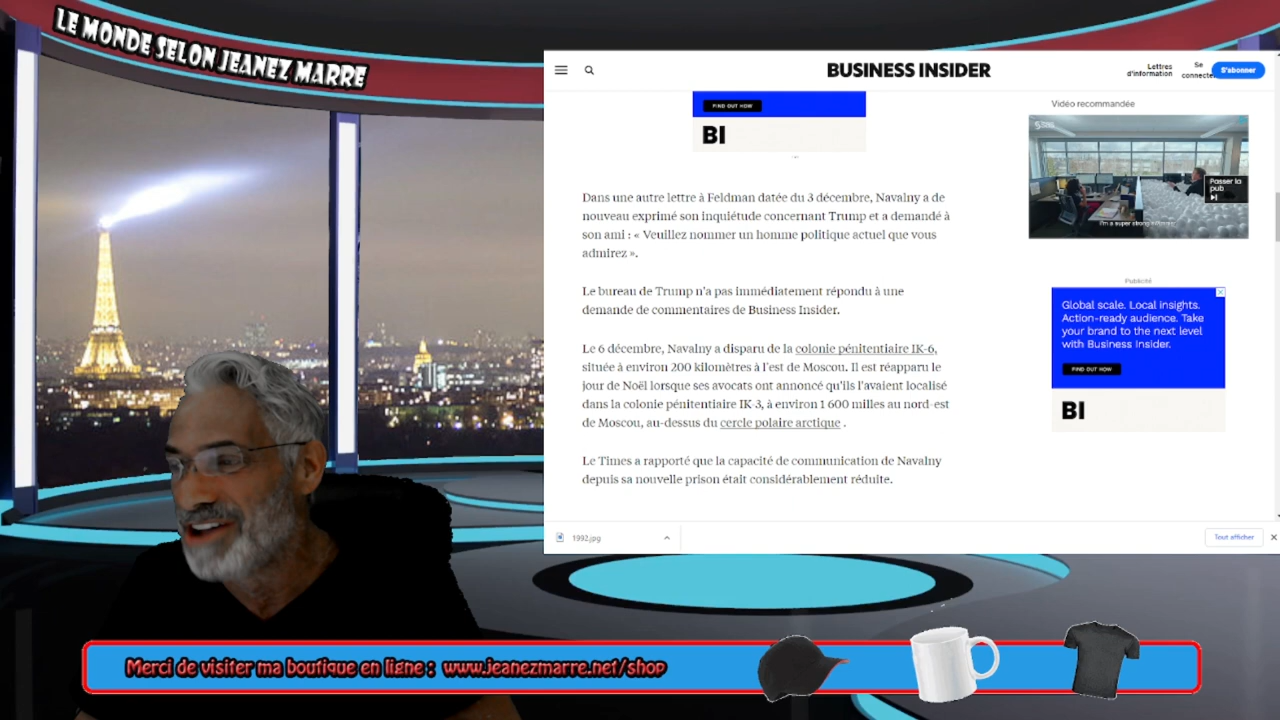 LE MONDE SELON JEANEZ MARRE
BUSINESS INSIDER
Lettres
d'information
Se
connecter
S'abonner
FIND OUT HOW
BI
Vidéo recommandée
Passer la
pub
I'm a super strong swimmer
Dans une autre lettre à Feldman datée du 3 décembre, Navalny a de
nouveau exprimé son inquiétude concernant Trump et a demandé à
son ami : « Veuillez nommer un homme politique actuel que vous
admirez ».
Le bureau de Trump n'a pas immédiatement répondu à une
demande de commentaires de Business Insider.
Le 6 décembre, Navalny a disparu de la colonie pénitentiaire IK-6,
située à environ 200 kilomètres à l'est de Moscou. Il est réapparu le
jour de Noël lorsque ses avocats ont annoncé qu'ils l'avaient localisé
dans la colonie pénitentiaire IK-3, à environ 1 600 milles au nord-est
de Moscou, au-dessus du cercle polaire arctique .
Le Times a rapporté que la capacité de communication de Navalny
depuis sa nouvelle prison était considérablement réduite.
Publicité
Global scale. Local insights.
Action-ready audience. Take
your brand to the next level
with Business Insider.
FIND OUT HOW
BI
1992.jpg
Tout afficher
Merci de visiter ma boutique en ligne : www.jeanezmarre.net/shop